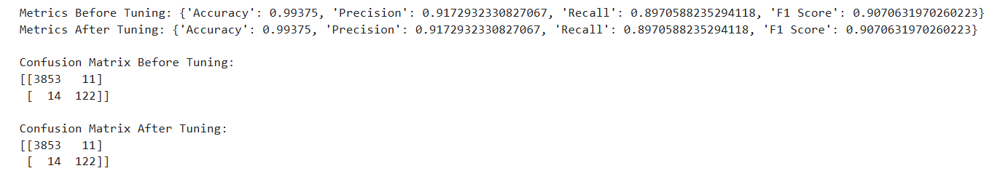 Metrics Before Tuning: {'Accuracy': 0.99375, 'Precision': 0.9172932330827067, 'Recall': 0.8970588235294118, 'F1 Score': 0.9070631970260223}
Metrics After Tuning: {'Accuracy': 0.99375, 'Precision': 0.9172932330827067, 'Recall': 0.8970588235294118, 'F1 Score': 0.9070631970260223}
Confusion Matrix Before Tuning:
[[3853   11]
 [  14  122]]
Confusion Matrix After Tuning:
[[3853   11]
 [  14  122]]